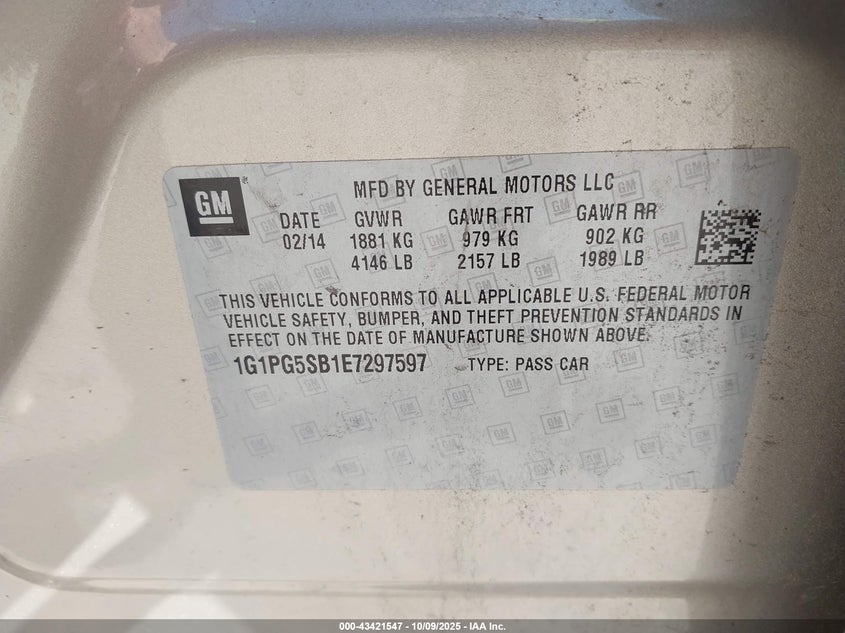 GM
MFD BY GENERAL MOTORS LLC
DATE GVWR GAWR FRT GAWR RR
02/14 1881 KG 979 KG 902 KG
4146 LB 2157 LB 1989 LB
THIS VEHICLE CONFORMS TO ALL APPLICABLE U.S. FEDERAL MOTOR
VEHICLE SAFETY, BUMPER, AND THEFT PREVENTION STANDARDS IN
EFFECT ON THE DATE OF MANUFACTURE SHOWN ABOVE.
1G1PG5SB1E7297597 TYPE: PASS CAR
000-43421547 - 10/09/2025 - IAA Inc.